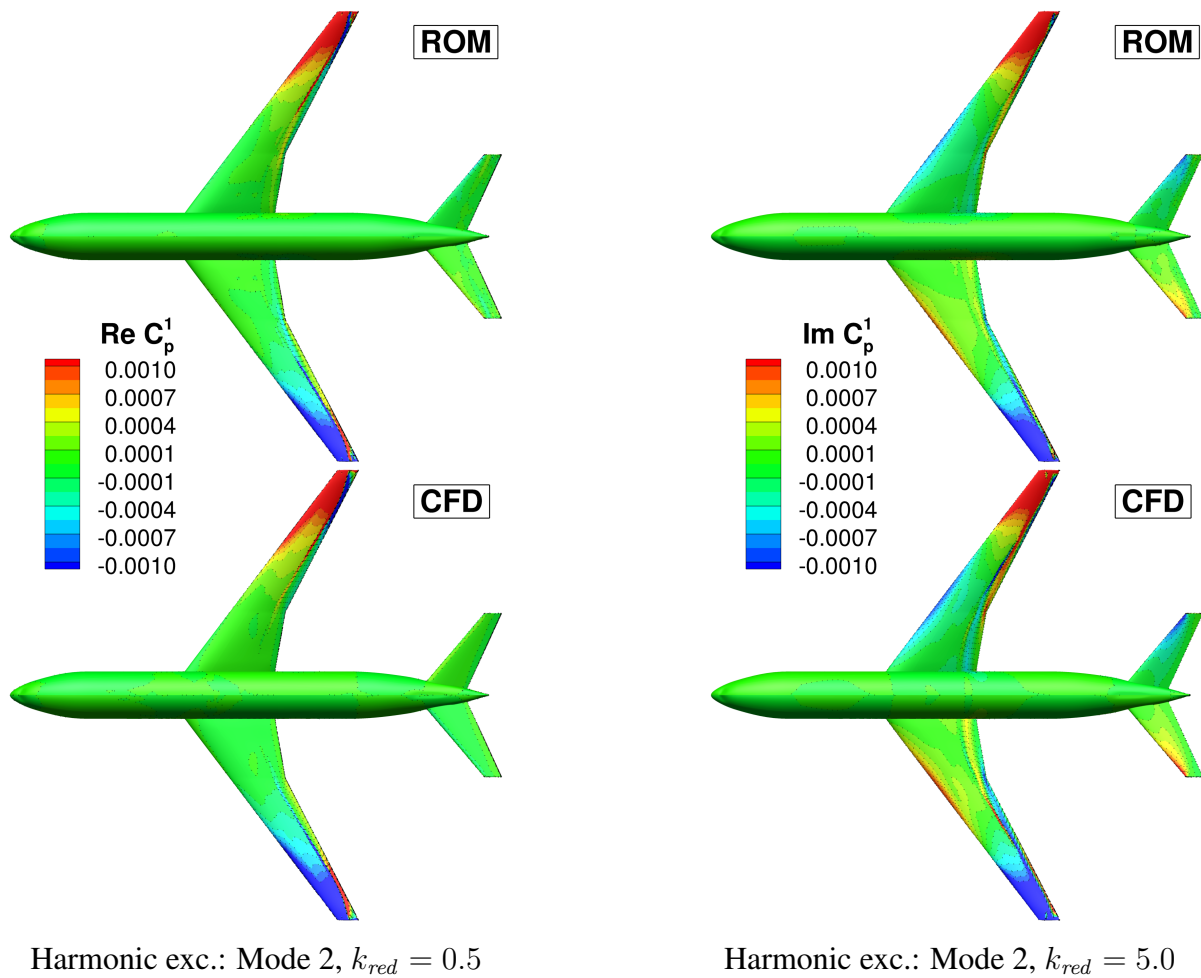 ROM
Re C_p^1
0.0010
0.0007
0.0004
0.0001
-0.0001
-0.0004
-0.0007
-0.0010
CFD
Harmonic exc.: Mode 2, k_{red} = 0.5
ROM
Im C_p^1
0.0010
0.0007
0.0004
0.0001
-0.0001
-0.0004
-0.0007
-0.0010
CFD
Harmonic exc.: Mode 2, k_{red} = 5.0